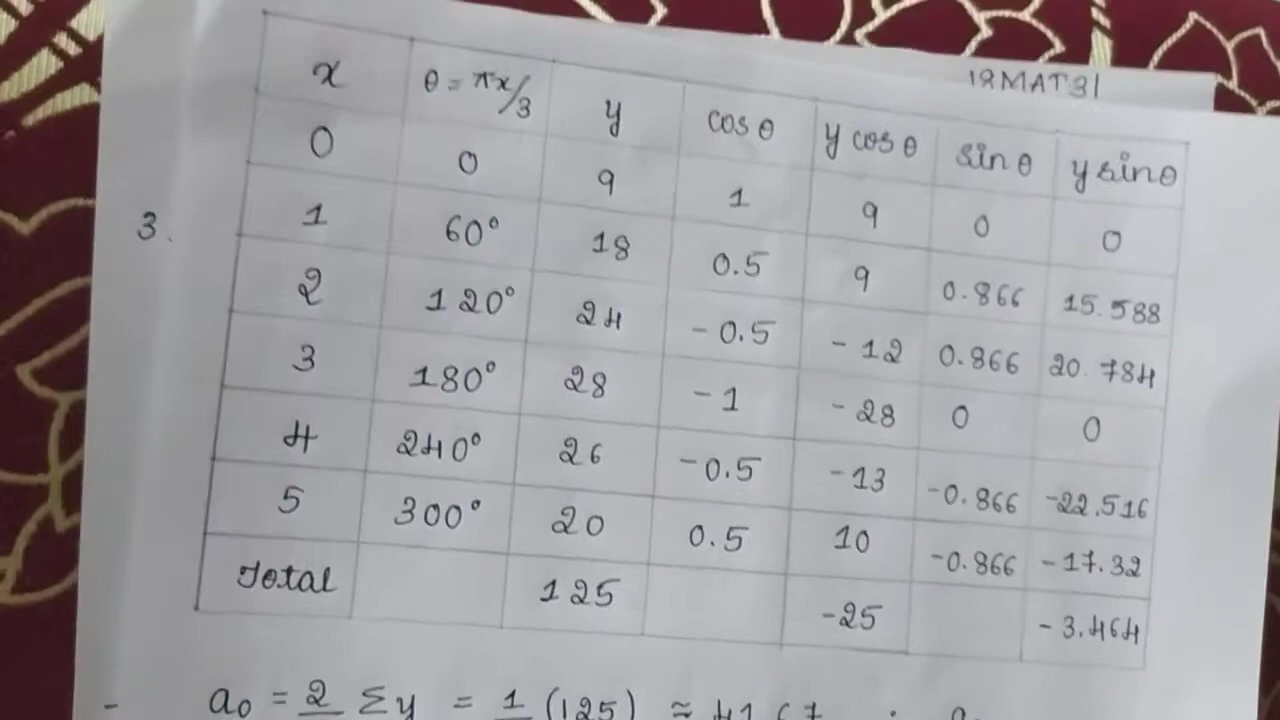 18MAT31
x θ = πx/3 y cos θ y cos θ sin θ y sin θ
0 0 9 1 9 0 0
3. 1 60° 18 0.5 9 0.866 15.588
2 120° 24 -0.5 -12 0.866 20.784
3 180° 28 -1 -28 0 0
4 240° 26 -0.5 -13 -0.866 -22.516
5 300° 20 0.5 10 -0.866 -17.32
Total 125 -25 -3.464
a₀ = 2 Σy = 1 (125) ≈ 41.67 ;